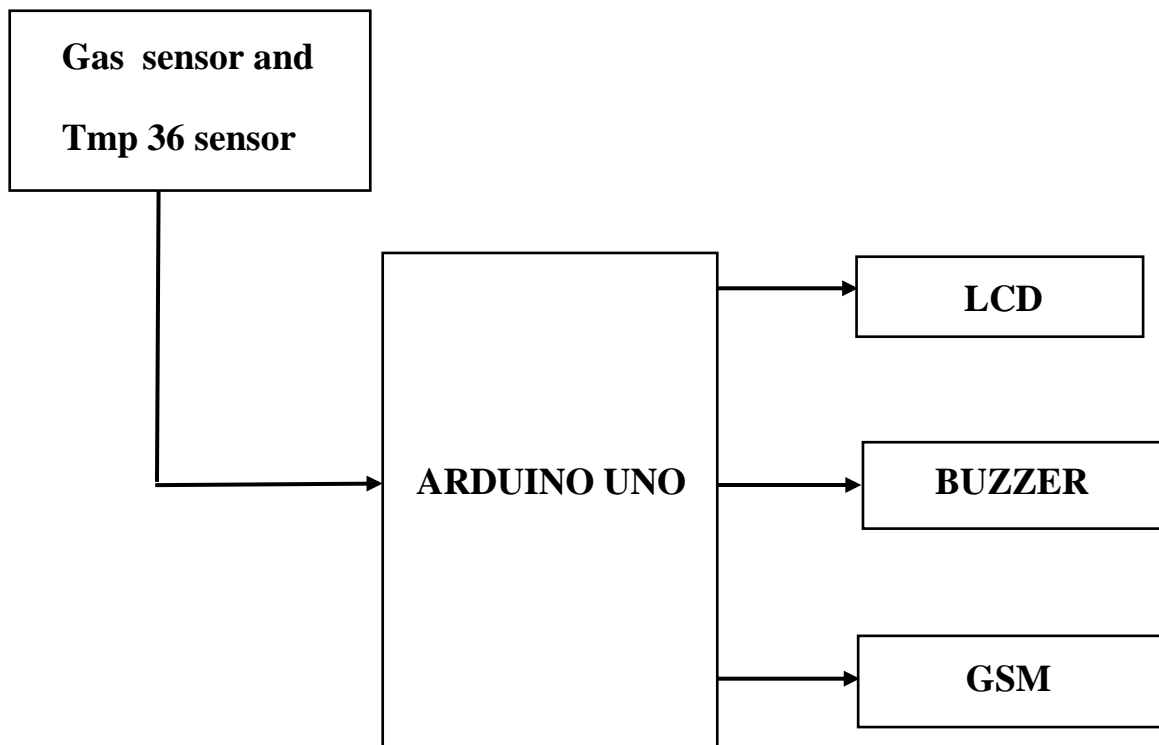 Gas sensor and
Tmp 36 sensor
LCD
ARDUINO UNO
BUZZER
GSM